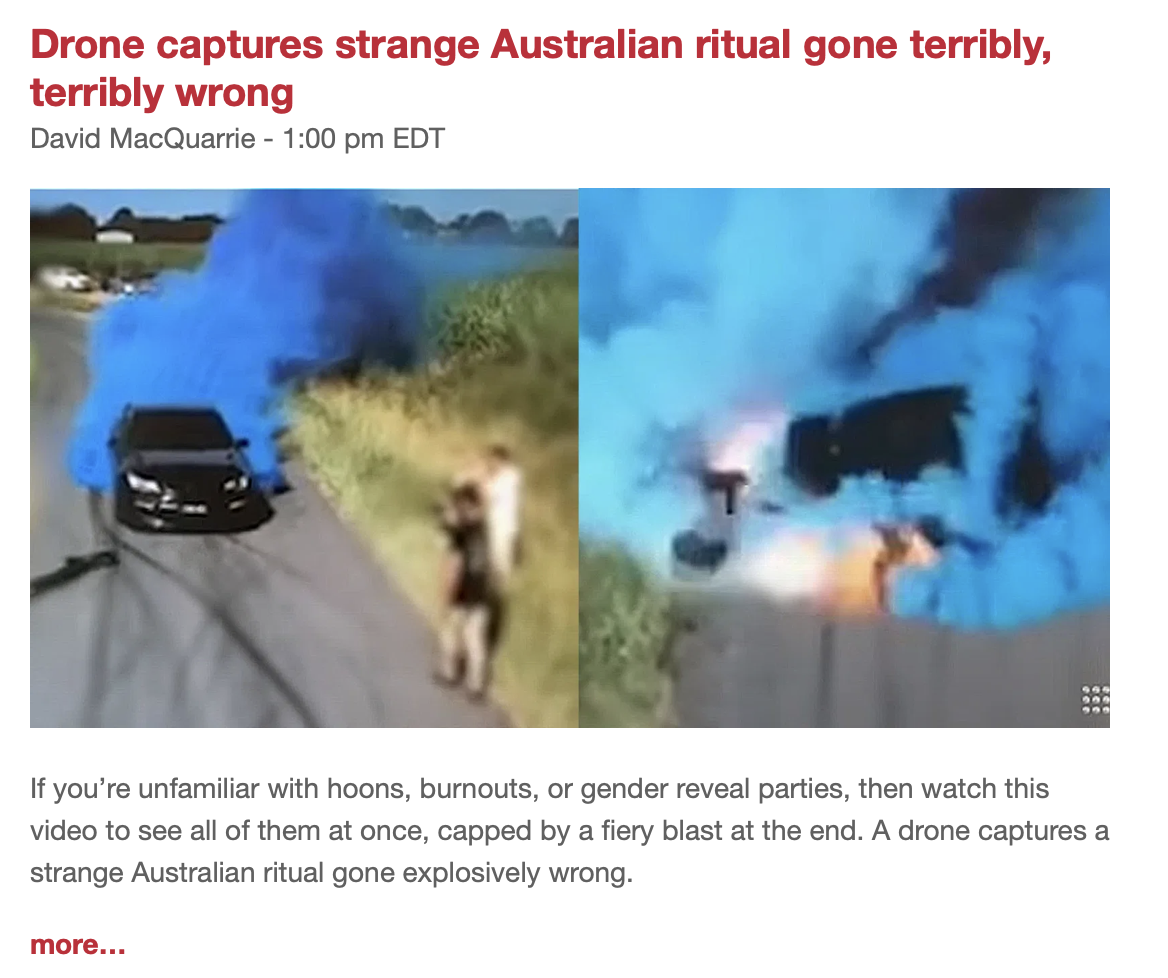 Drone captures strange Australian ritual gone terribly,
terribly wrong
David MacQuarrie - 1:00 pm EDT
If you’re unfamiliar with hoons, burnouts, or gender reveal parties, then watch this
video to see all of them at once, capped by a fiery blast at the end. A drone captures a
strange Australian ritual gone explosively wrong.
more...